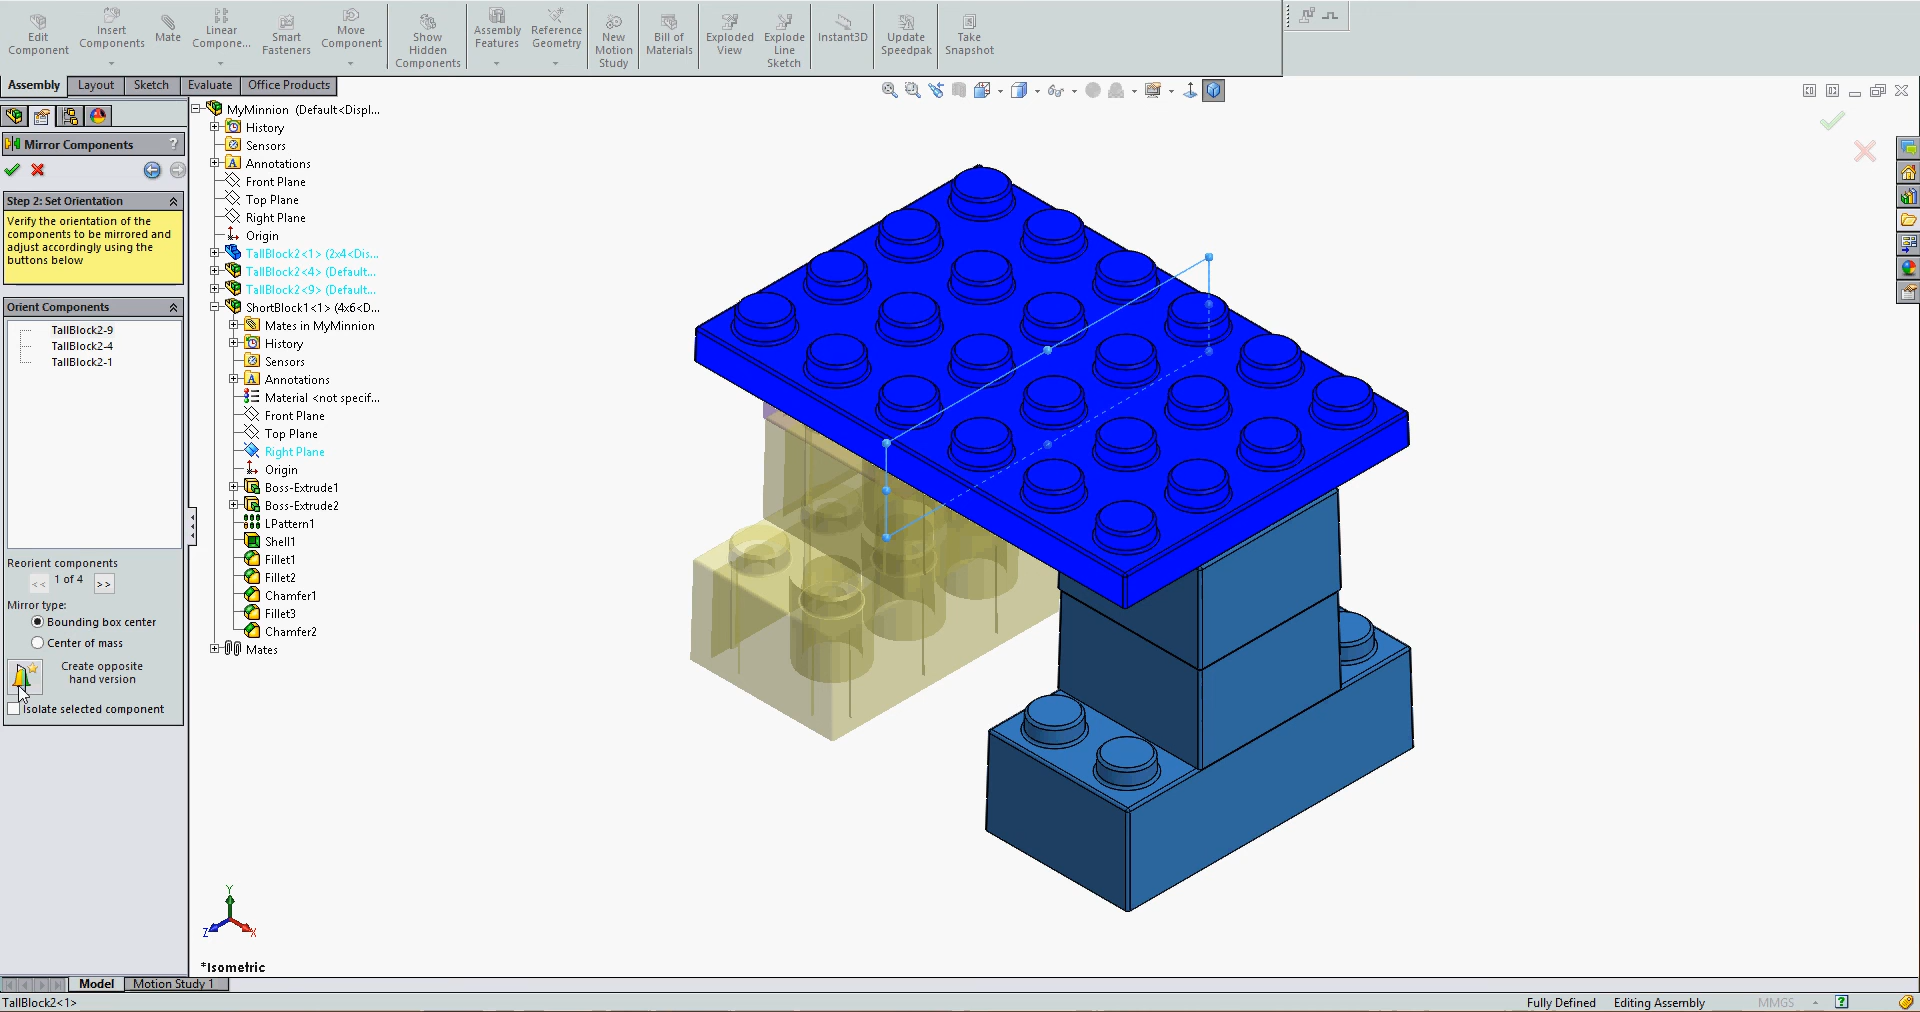 Edit
Component
Insert
Components
Mate
Linear
Compone...
Smart
Fasteners
Move
Component
Show
Hidden
Components
Assembly
Features
Reference
Geometry
New
Motion
Study
Bill of
Materials
Exploded
View
Explode
Line
Sketch
Instant3D
Update
Speedpak
Take
Snapshot
Assembly
Layout
Sketch
Evaluate
Office Products
Mirror Components
?
Step 2: Set Orientation
Verify the orientation of the
components to be mirrored and
adjust accordingly using the
buttons below
Orient Components
TallBlock2-9
TallBlock2-4
TallBlock2-1
Reorient components
<< 1 of 4 >>
Mirror type:
Bounding box center
Center of mass
Create opposite
hand version
Isolate selected component
MyMinnion (Default<Displ...
History
Sensors
Annotations
Front Plane
Top Plane
Right Plane
Origin
TallBlock2<1> (2x4<Dis...
TallBlock2<4> (Default...
TallBlock2<9> (Default...
ShortBlock1<1> (4x6<D...
Mates in MyMinnion
History
Sensors
Annotations
Material <not specif...
Front Plane
Top Plane
Right Plane
Origin
Boss-Extrude1
Boss-Extrude2
LPattern1
Shell1
Fillet1
Fillet2
Chamfer1
Fillet3
Chamfer2
Mates
Y
Z
X
*Isometric
Model
Motion Study 1
TallBlock2<1>
Fully Defined
Editing Assembly
MMGS
?